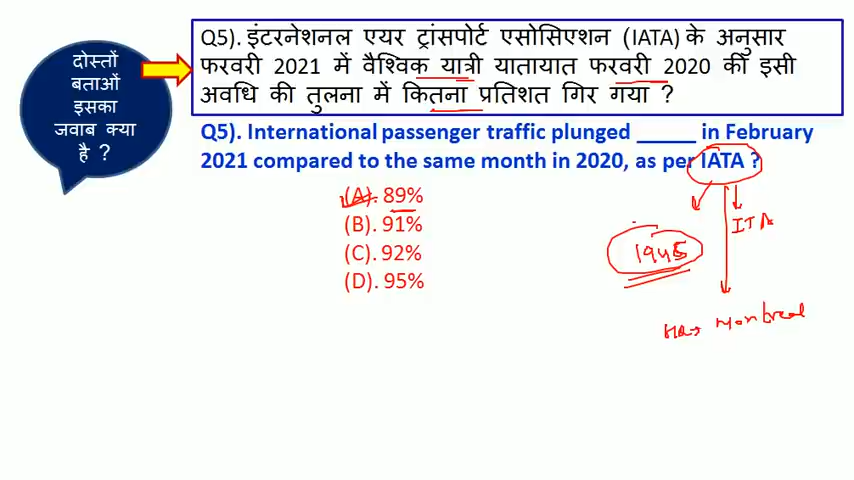 दोस्तों
बताओं
इसका
जवाब क्या
है ?
Q5). इंटरनेशनल एयर ट्रांसपोर्ट एसोसिएशन (IATA) के अनुसार
फरवरी 2021 में वैश्विक यात्री यातायात फरवरी 2020 की इसी
अवधि की तुलना में कितना प्रतिशत गिर गया ?
Q5). International passenger traffic plunged _____ in February
2021 compared to the same month in 2020, as per IATA ?
(A). 89%
(B). 91%
(C). 92%
(D). 95%
ITA
1945
HQ→ Montreal